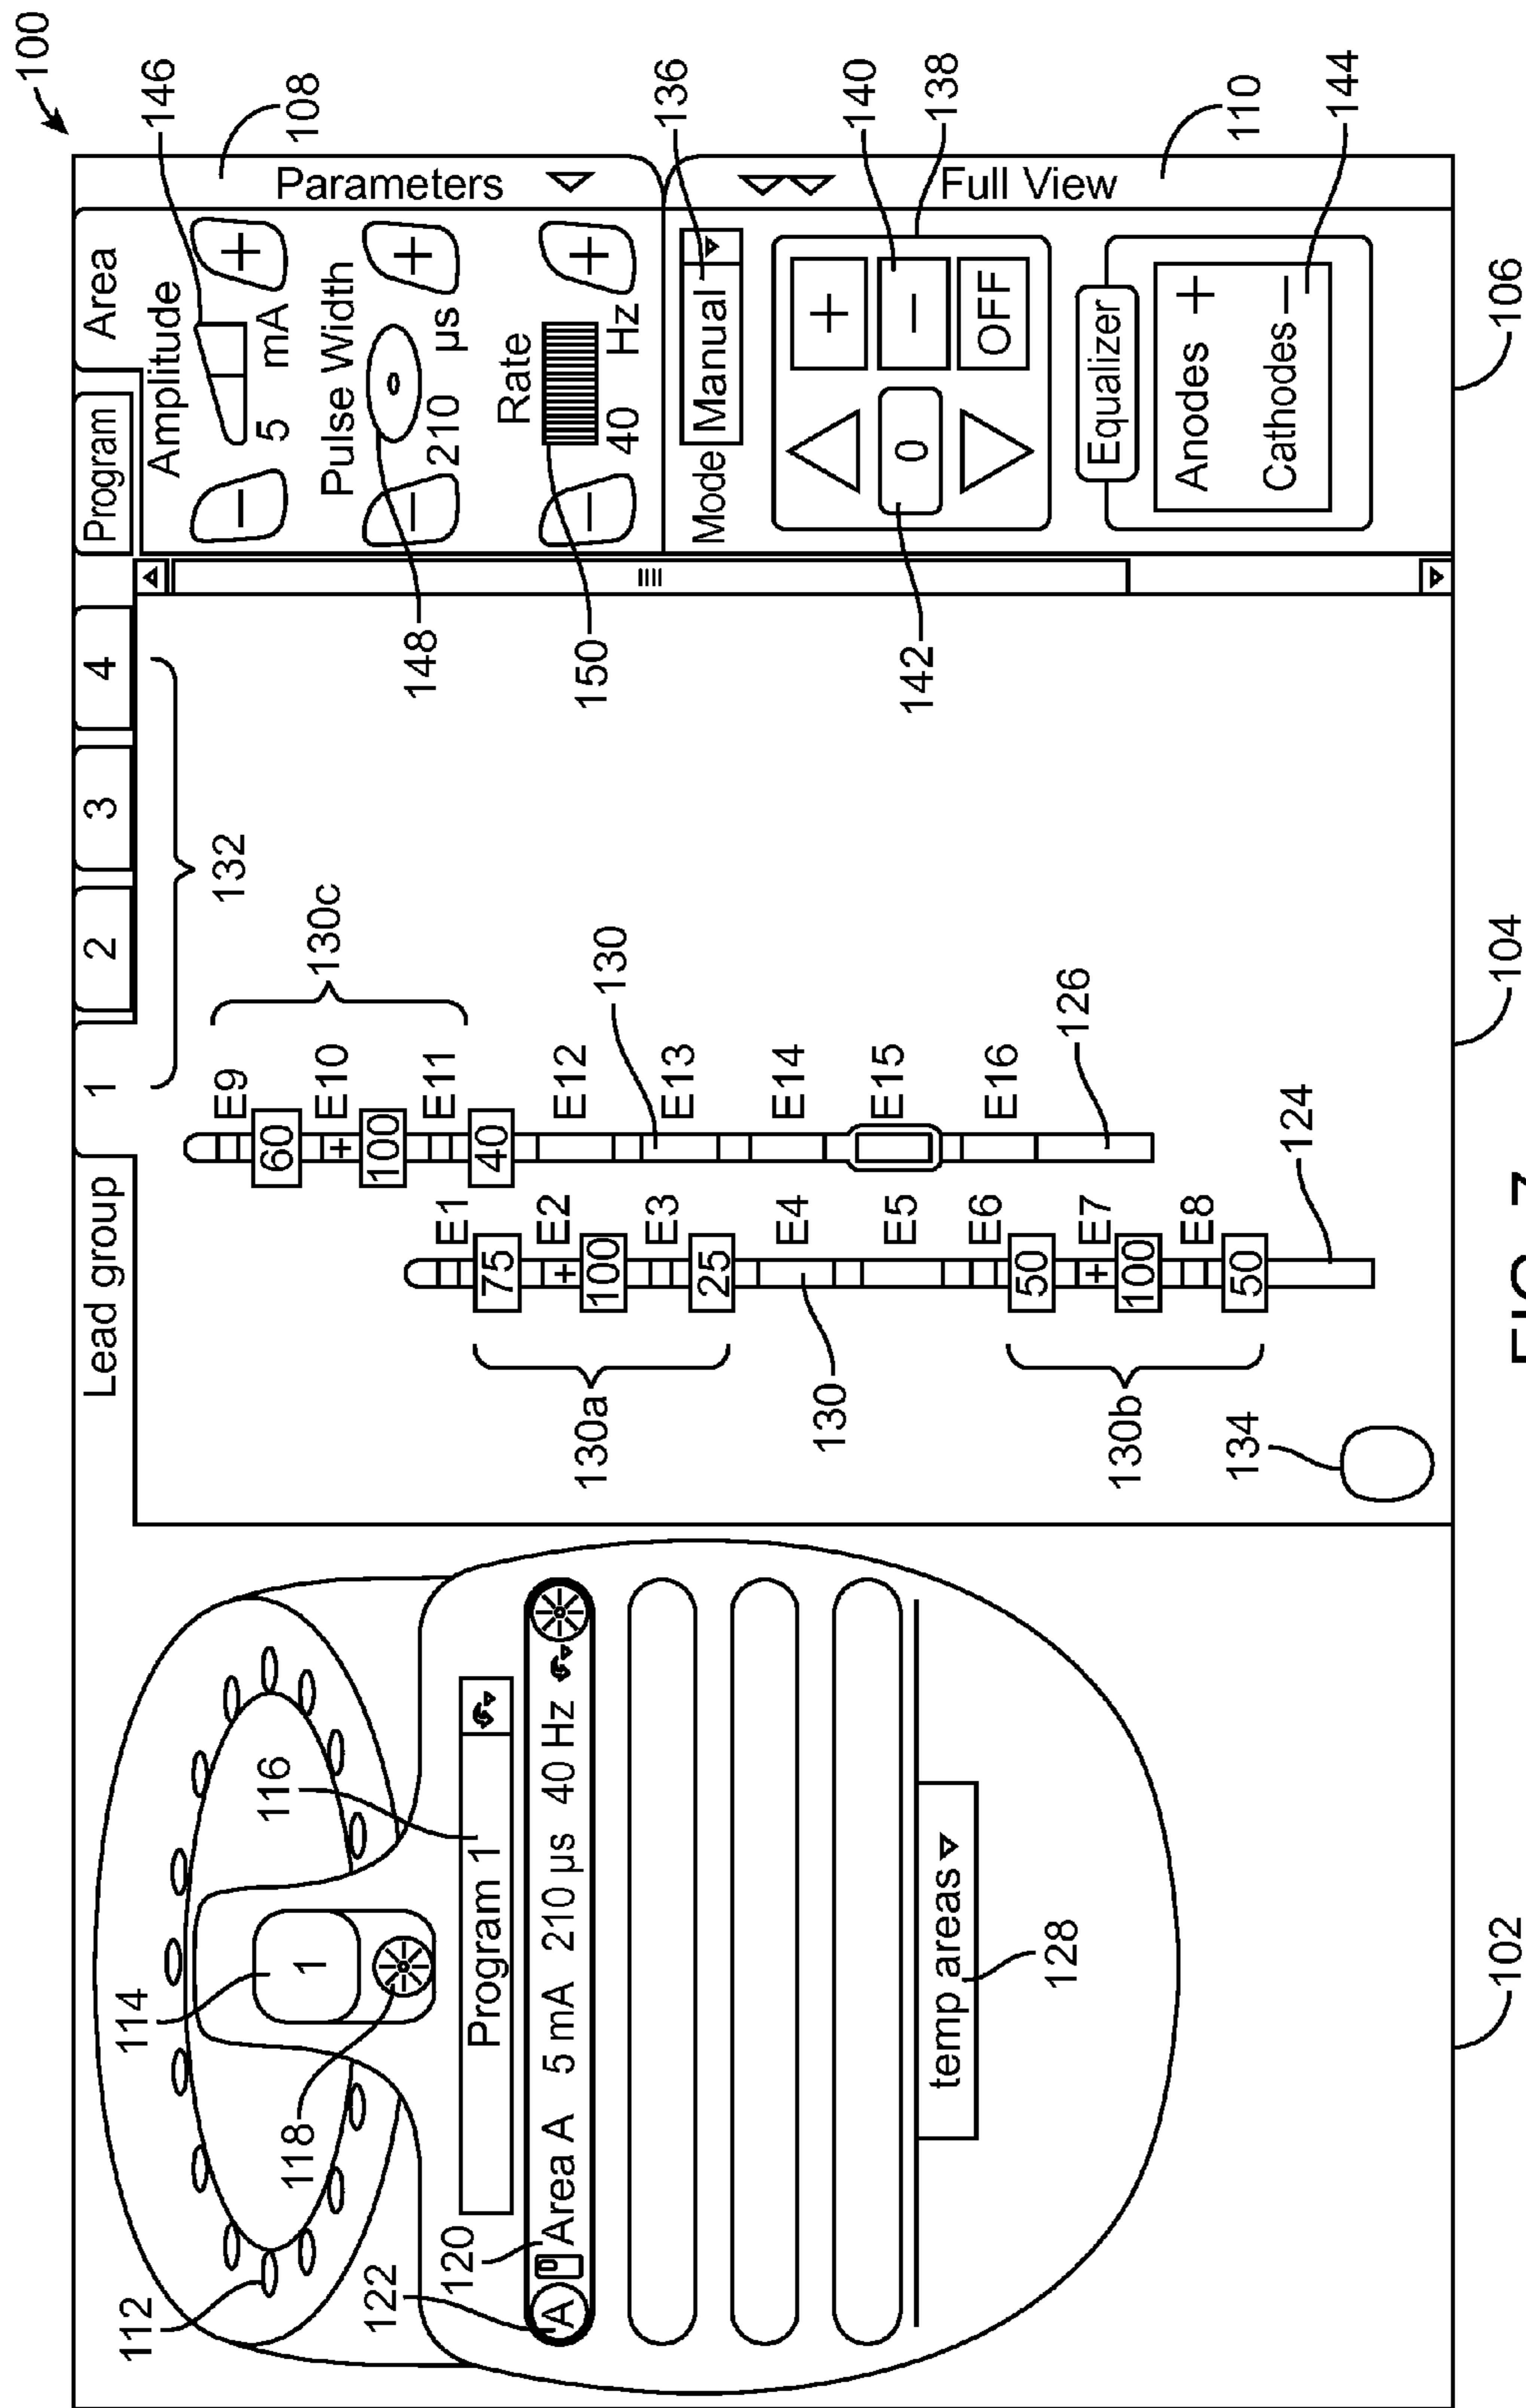 100
Lead group
1
2
3
4
132
Program
Area
Amplitude
146
5 mA
108
Parameters
Pulse Width
210 µs
148
Rate
40 Hz
150
Mode
Manual
136
+
−
OFF
0
140
138
142
Full View
110
Equalizer
Anodes +
Cathodes −
144
106
E9
60
E10
+
100
E11
40
E12
E13
E14
E15
E16
130c
130
126
E1
75
E2
+
100
E3
25
E4
E5
E6
50
E7
+
100
E8
50
124
130a
130
130b
134
104
112
114
116
118
1
Program 1
120
122
A
Area A 5 mA 210 µs 40 Hz
temp areas
128
102